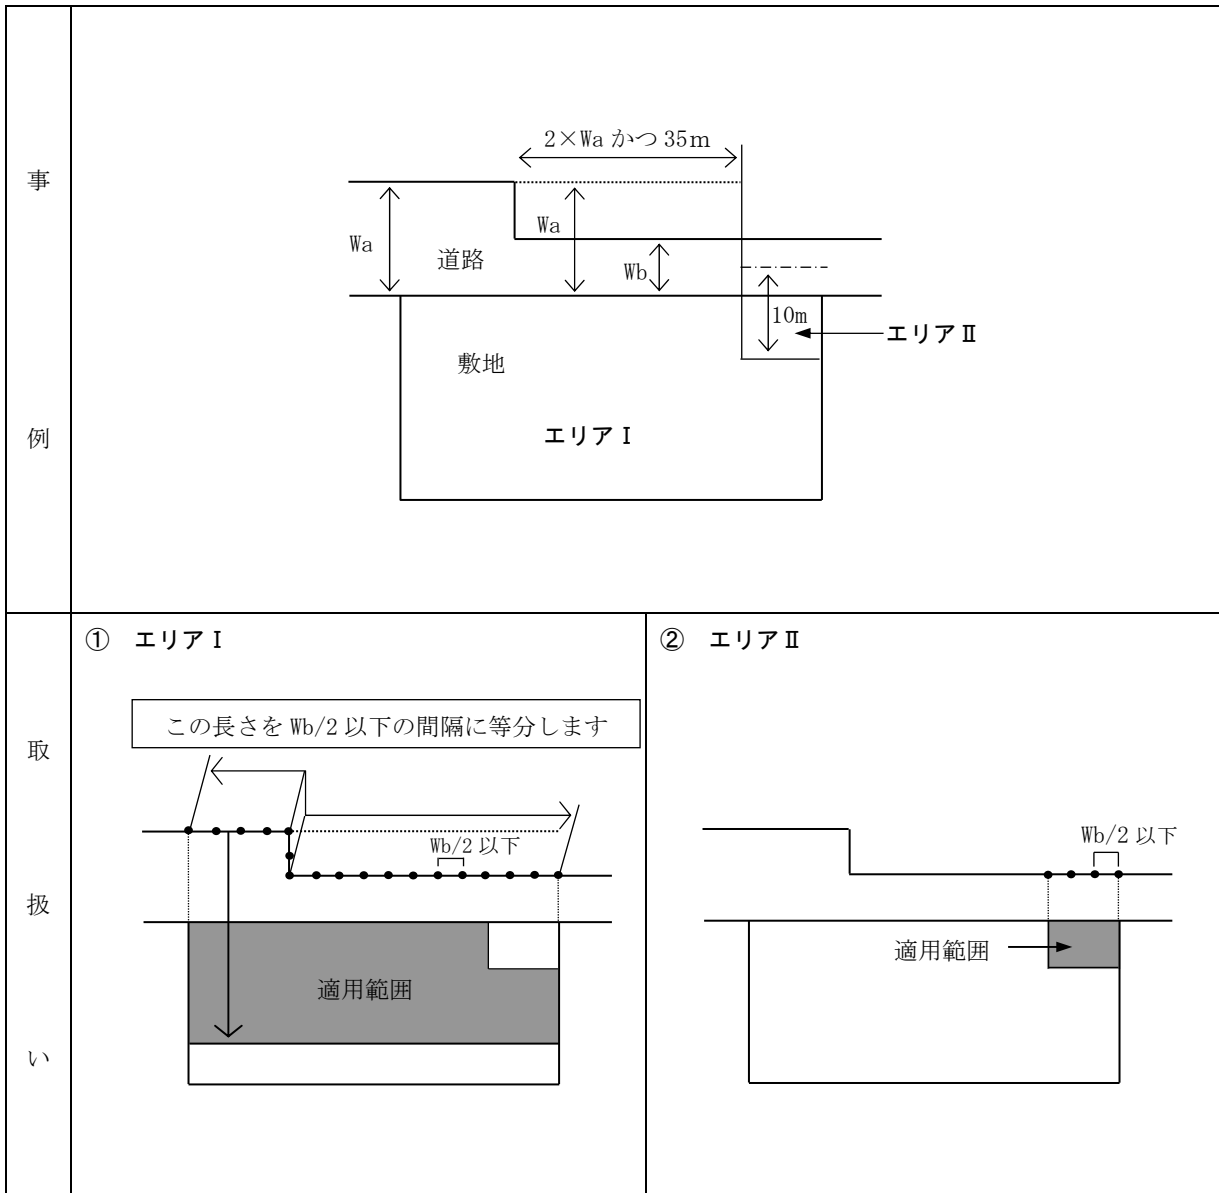 事
例
2×Wa かつ 35m
Wa
Wa
道路
Wb
10m
エリアⅡ
敷地
エリアⅠ
取
扱
い
① エリアⅠ
この長さを Wb/2 以下の間隔に等分します
Wb/2 以下
適用範囲
② エリアⅡ
Wb/2 以下
適用範囲